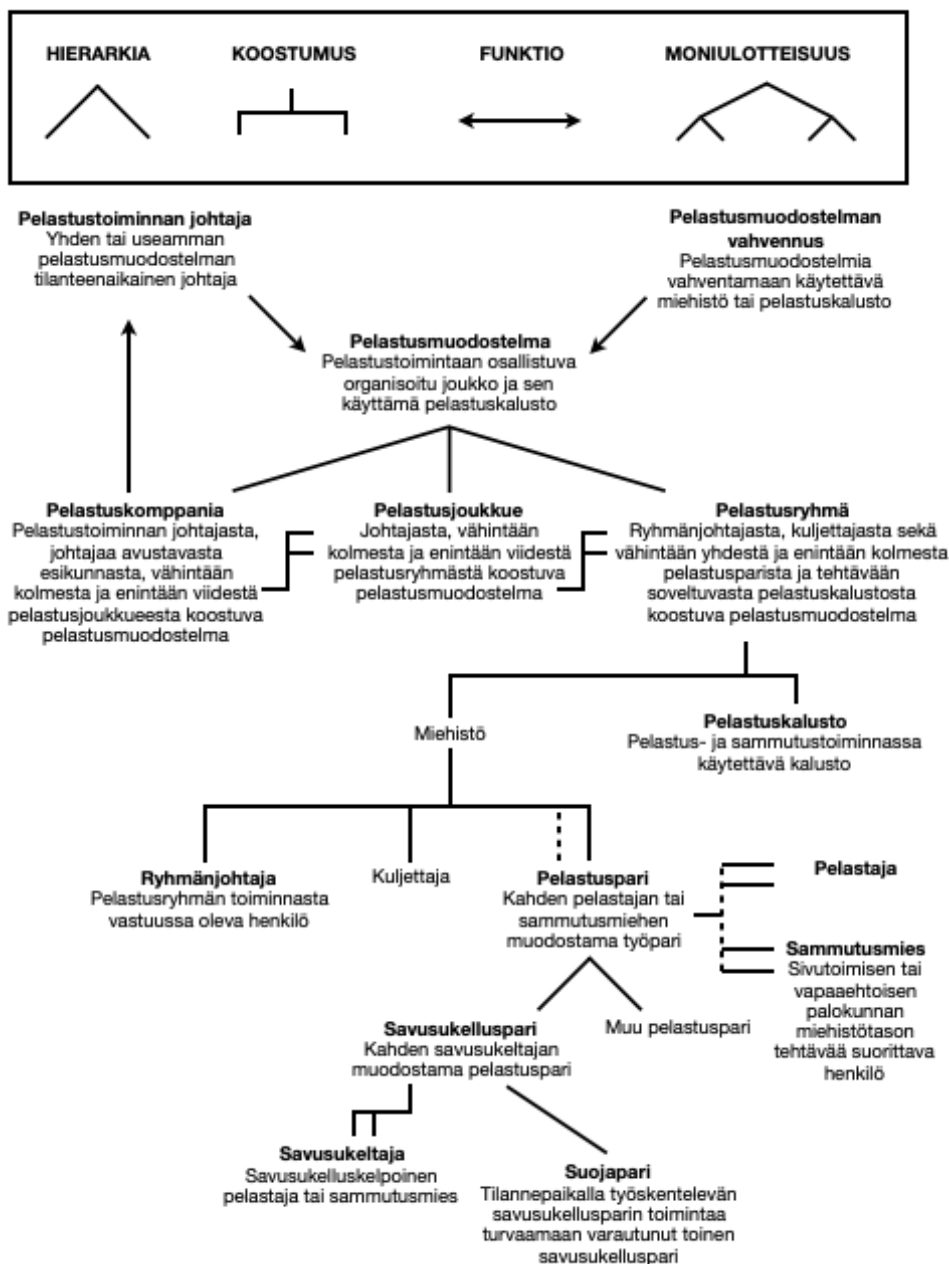 HIERARKIA
KOOSTUMUS
FUNKTIO
MONIULOTTEISUUS
Pelastustoiminnan johtaja
Yhden tai useamman
pelastusmuodostelman
tilanteenaikainen johtaja
Pelastusmuodostelman
vahvennus
Pelastusmuodostelmia
vahventamaan käytettävä
miehistö tai pelastuskalusto
Pelastusmuodostelma
Pelastustoimintaan osallistuva
organisoitu joukko ja sen
käyttämä pelastuskalusto
Pelastuskomppania
Pelastustoiminnan johtajasta,
johtajaa avustavasta
esikunnasta, vähintään
kolmesta ja enintään viidestä
pelastusjoukkueesta koostuva
pelastusmuodostelma
Pelastusjoukkue
Johtajasta, vähintään
kolmesta ja enintään viidestä
pelastusryhmästä koostuva
pelastusmuodostelma
Pelastusryhmä
Ryhmänjohtajasta, kuljettajasta sekä
vähintään yhdestä ja enintään kolmesta
pelastusparista ja tehtävään
soveltuvasta pelastuskalustosta
koostuva pelastusmuodostelma
Miehistö
Pelastuskalusto
Pelastus- ja sammutustoiminnassa
käytettävä kalusto
Ryhmänjohtaja
Pelastusryhmän toiminnasta
vastuussa oleva henkilö
Kuljettaja
Pelastuspari
Kahden pelastajan tai
sammutusmiehen
muodostama työpari
Pelastaja
Sammutusmies
Sivutoimisen tai
vapaaehtoisen
palokunnan
miehistötason
tehtävää suorittava
henkilö
Savusukelluspari
Kahden savusukeltajan
muodostama pelastuspari
Muu pelastuspari
Savusukeltaja
Savusukelluskelpoinen
pelastaja tai sammutusmies
Suojapari
Tilannepaikalla työskentelevän
savusukellusparin toimintaa
turvaamaan varautunut toinen
savusukelluspari